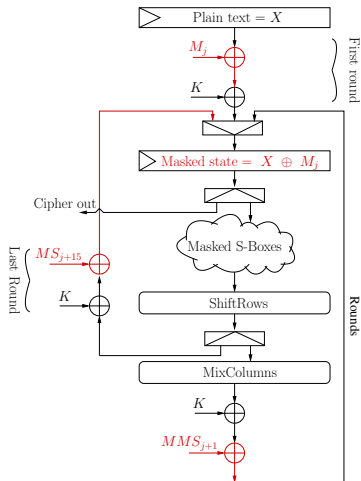 Plain text = X
M_j
K
First round
Masked state = X ⊕ M_j
Cipher out
Masked S-Boxes
MS_{j+15}
K
Last Round
ShiftRows
Rounds
MixColumns
K
MMS_{j+1}